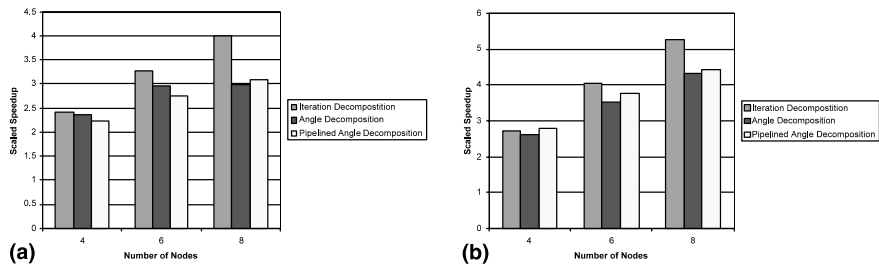 4.5
4
3.5
3
2.5
2
1.5
1
0.5
0
Scaled Speedup
4 6 8
Number of Nodes
Iteration Decompostition
Angle Decomposition
Pipelined Angle Decomposition
(a)
6
5
4
3
2
1
0
Scaled Speedup
4 6 8
Number of Nodes
Iteration Decompostition
Angle Decomposition
Pipelined Angle Decomposition
(b)